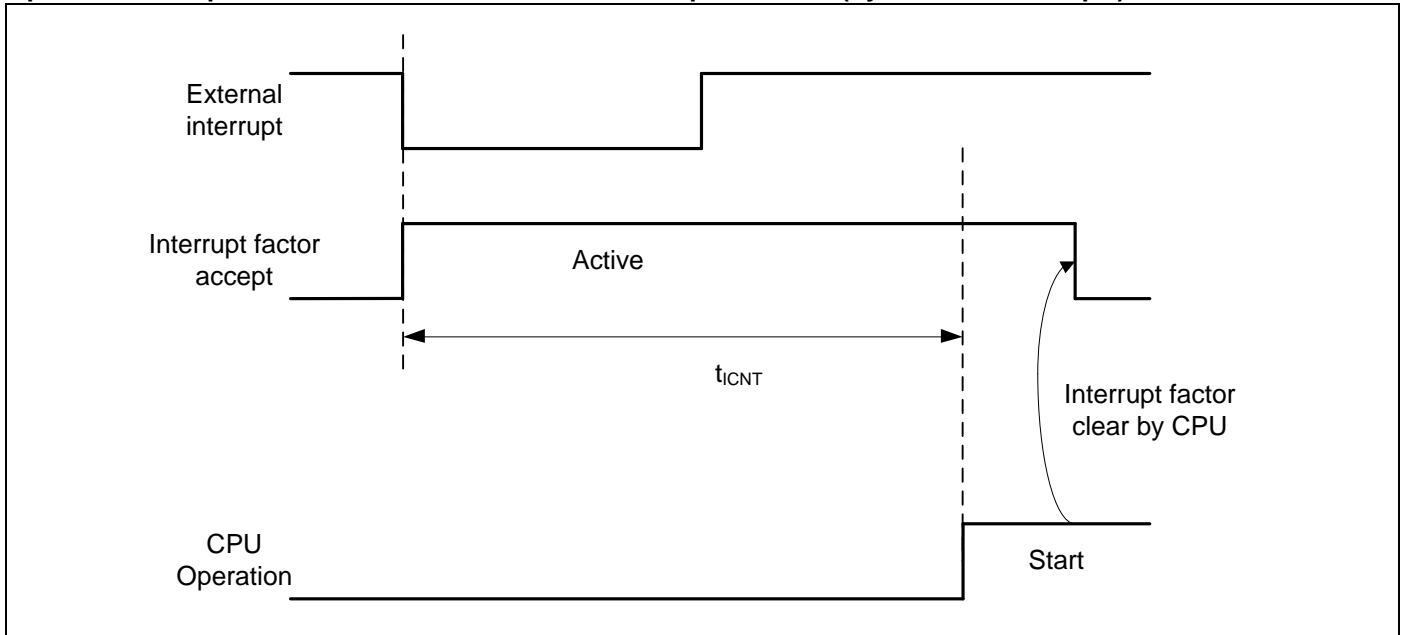 External
interrupt
Interrupt factor
accept
Active
tICNT
Interrupt factor
clear by CPU
CPU
Operation
Start